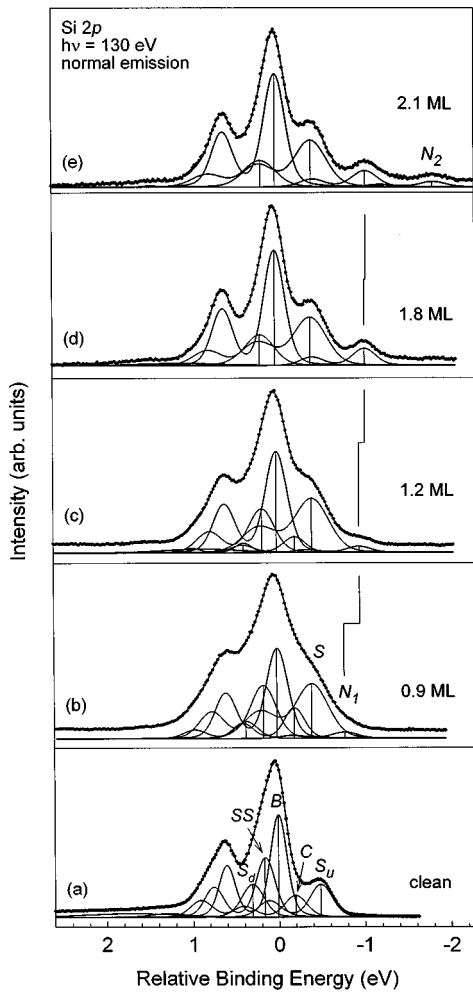 Si 2p
hν = 130 eV
normal emission
2.1 ML
N2
(e)
1.8 ML
(d)
1.2 ML
(c)
S
N1
0.9 ML
(b)
B
SS
C
Sd
Su
clean
(a)
2 1 0 -1 -2
Relative Binding Energy (eV)
Intensity (arb. units)